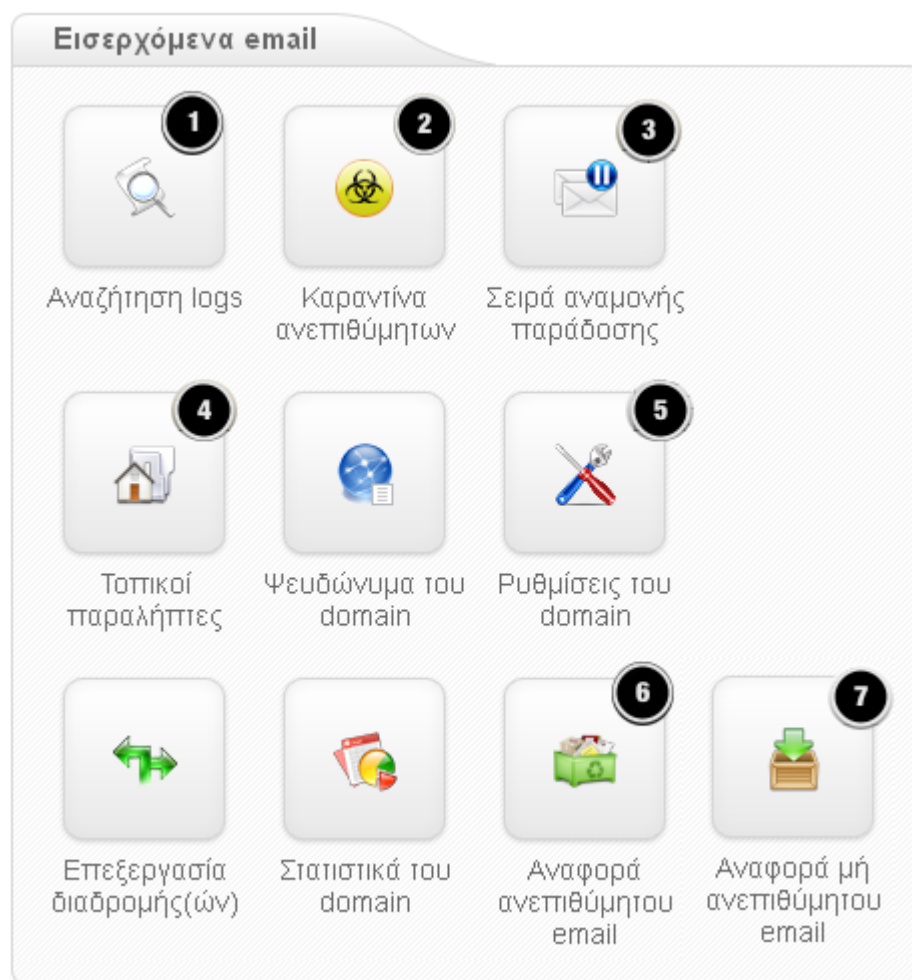 Εισερχόμενα email
1
2
3
Αναζήτηση logs
Καραντίνα
ανεπιθύμητων
Σειρά αναμονής
παράδοσης
4
5
Τοπικοί
παραλήπτες
Ψευδώνυμα του
domain
Ρυθμίσεις του
domain
6
7
Επεξεργασία
διαδρομής(ών)
Στατιστικά του
domain
Αναφορά
ανεπιθύμητου
email
Αναφορά μή
ανεπιθύμητου
email